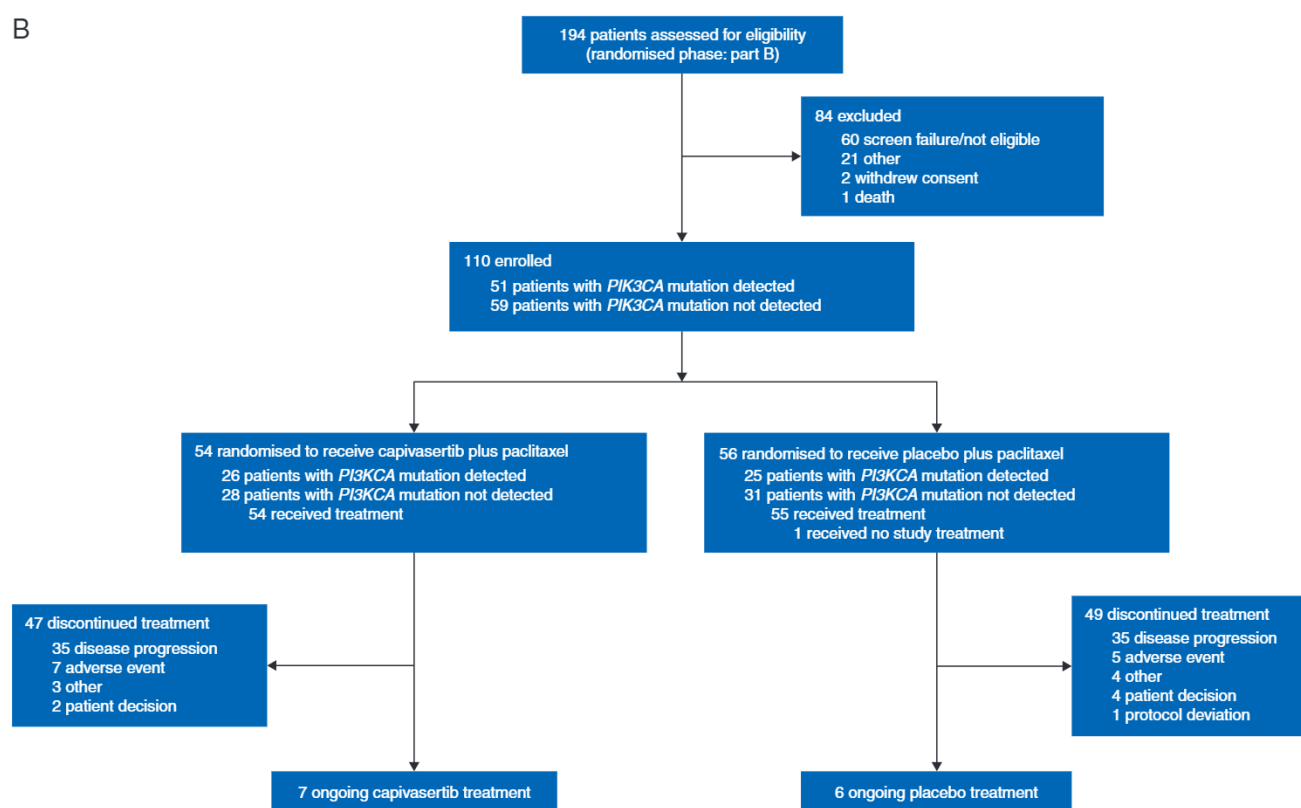 B
194 patients assessed for eligibility
(randomised phase: part B)
84 excluded
60 screen failure/not eligible
21 other
2 withdrew consent
1 death
110 enrolled
51 patients with PIK3CA mutation detected
59 patients with PIK3CA mutation not detected
54 randomised to receive capivasertib plus paclitaxel
26 patients with PI3KCA mutation detected
28 patients with PI3KCA mutation not detected
54 received treatment
56 randomised to receive placebo plus paclitaxel
25 patients with PI3KCA mutation detected
31 patients with PI3KCA mutation not detected
55 received treatment
1 received no study treatment
47 discontinued treatment
35 disease progression
7 adverse event
3 other
2 patient decision
49 discontinued treatment
35 disease progression
5 adverse event
4 other
4 patient decision
1 protocol deviation
7 ongoing capivasertib treatment
6 ongoing placebo treatment